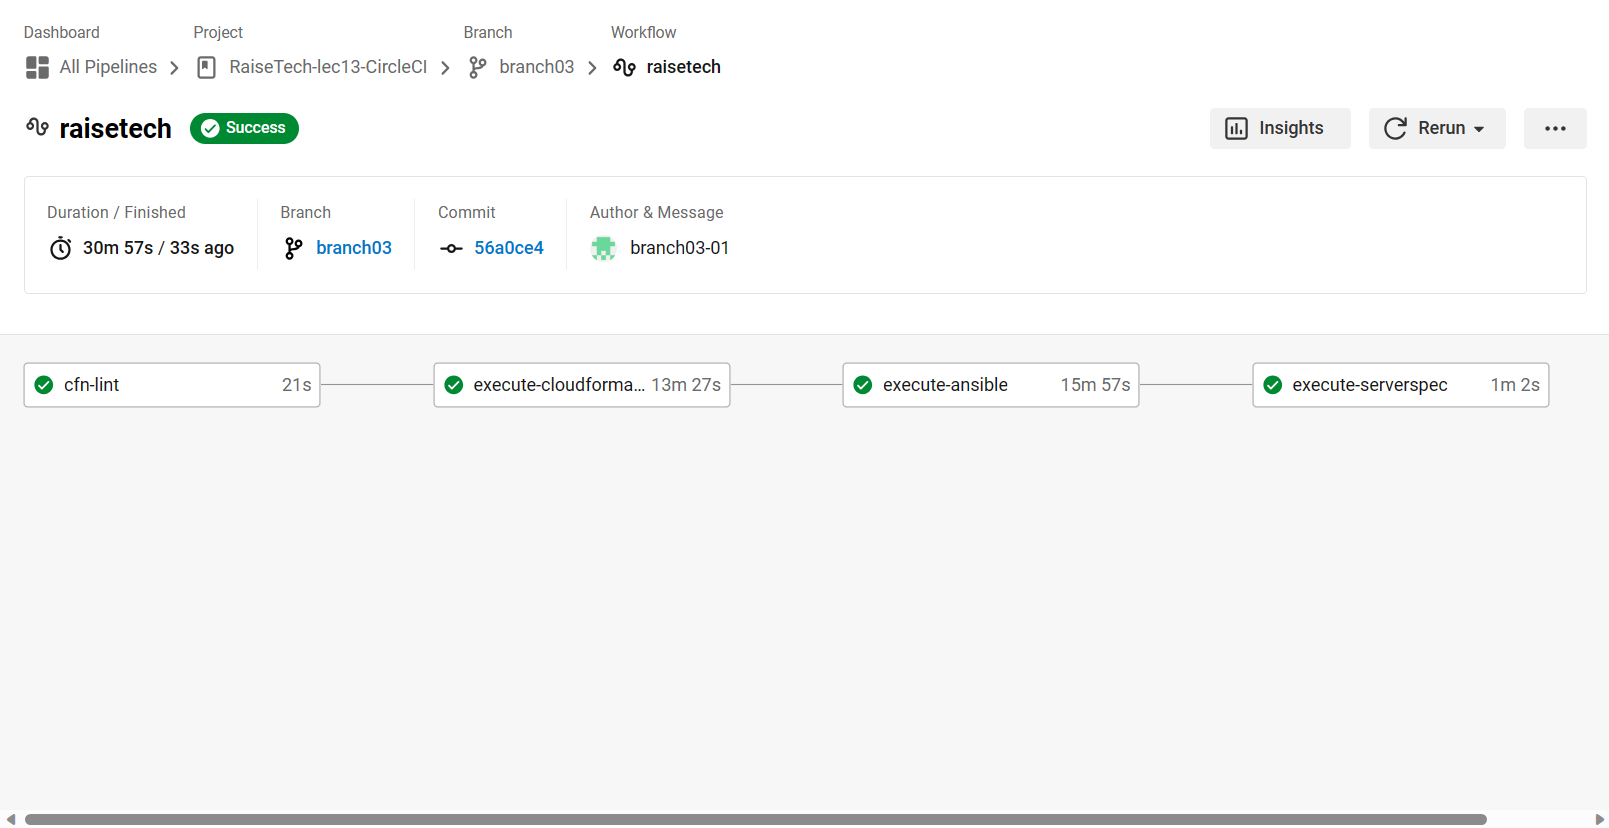 Dashboard Project Branch Workflow
All Pipelines RaiseTech-lec13-CircleCI branch03 raisetech
raisetech Success Insights Rerun
Duration / Finished Branch Commit Author & Message
30m 57s / 33s ago branch03 56a0ce4 branch03-01
cfn-lint 21s execute-cloudforma... 13m 27s execute-ansible 15m 57s execute-serverspec 1m 2s